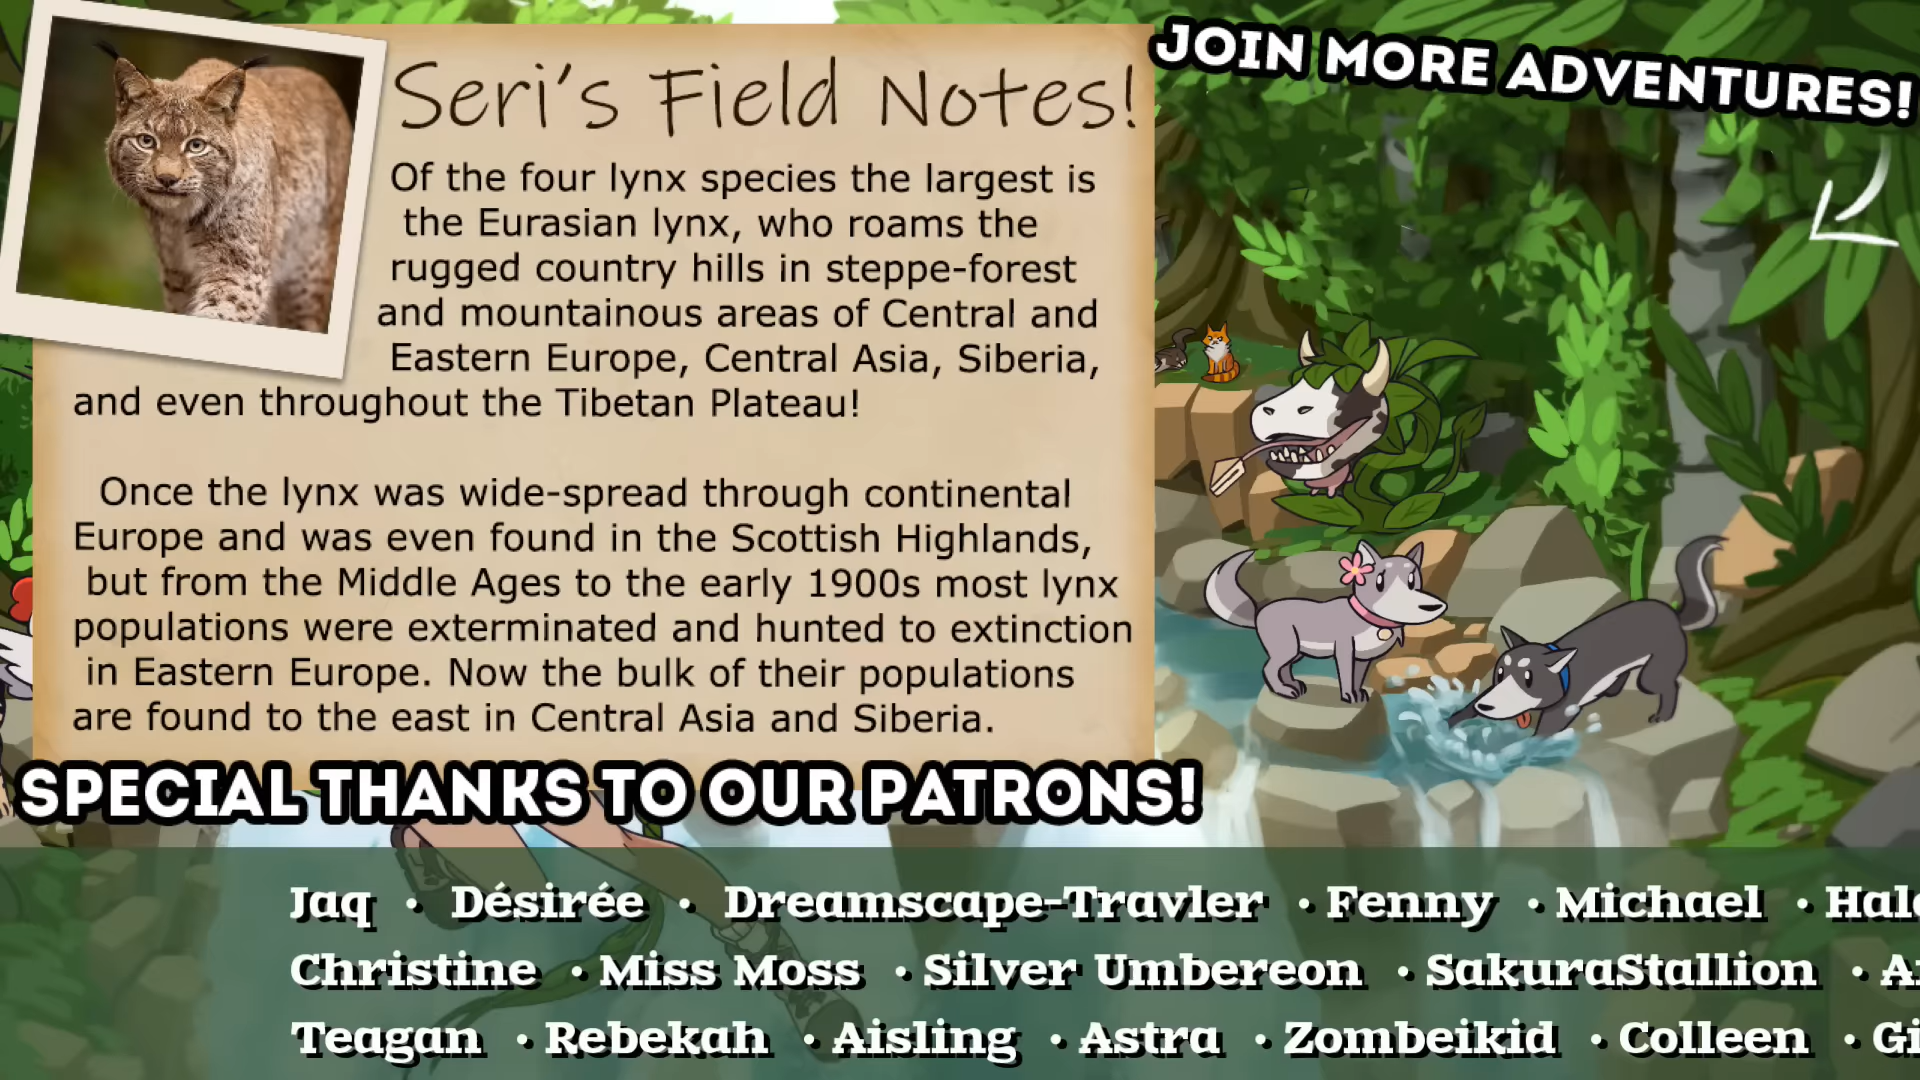 Seri's Field Notes!
JOIN MORE ADVENTURES!
Of the four lynx species the largest is
the Eurasian lynx, who roams the
rugged country hills in steppe-forest
and mountainous areas of Central and
Eastern Europe, Central Asia, Siberia,
and even throughout the Tibetan Plateau!
Once the lynx was wide-spread through continental
Europe and was even found in the Scottish Highlands,
but from the Middle Ages to the early 1900s most lynx
populations were exterminated and hunted to extinction
in Eastern Europe. Now the bulk of their populations
are found to the east in Central Asia and Siberia.
SPECIAL THANKS TO OUR PATRONS!
Jaq • Désirée • Dreamscape-Travler • Fenny • Michael •
Christine • Miss Moss • Silver Umbereon • SakuraStallion •
Teagan • Rebekah • Aisling • Astra • Zombeikid • Colleen •